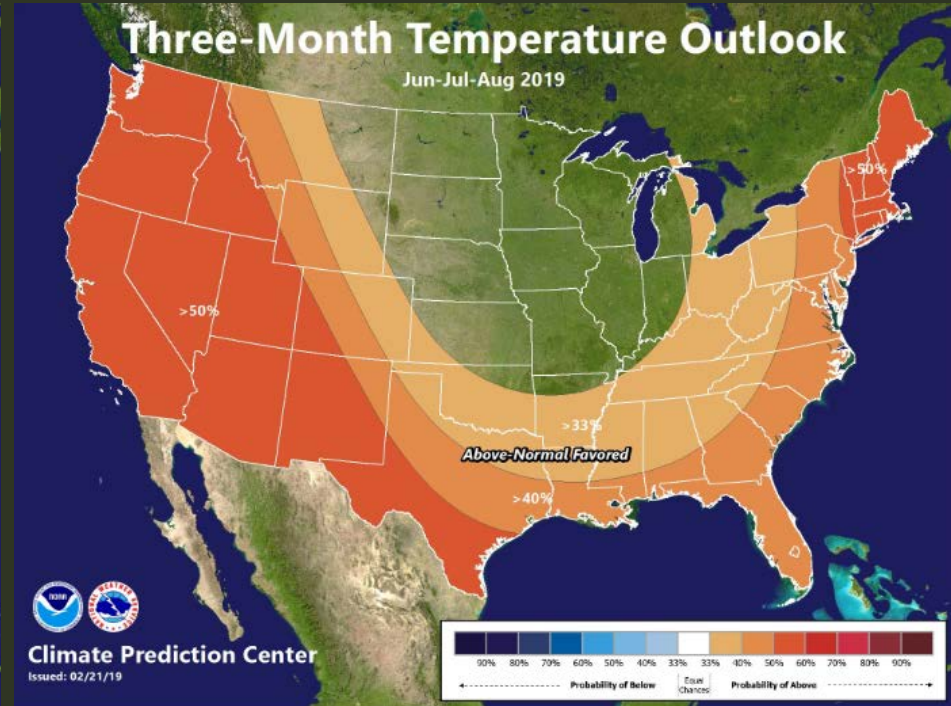 Three-Month Temperature Outlook
Jun-Jul-Aug 2019
>50%
>50%
>33%
Above-Normal Favored
>40%
NOAA
Climate Prediction Center
Issued: 02/21/19
90% 80% 70% 60% 50% 40% 33% 33% 40% 50% 60% 70% 80% 90%
Probability of Below Equal Chances Probability of Above